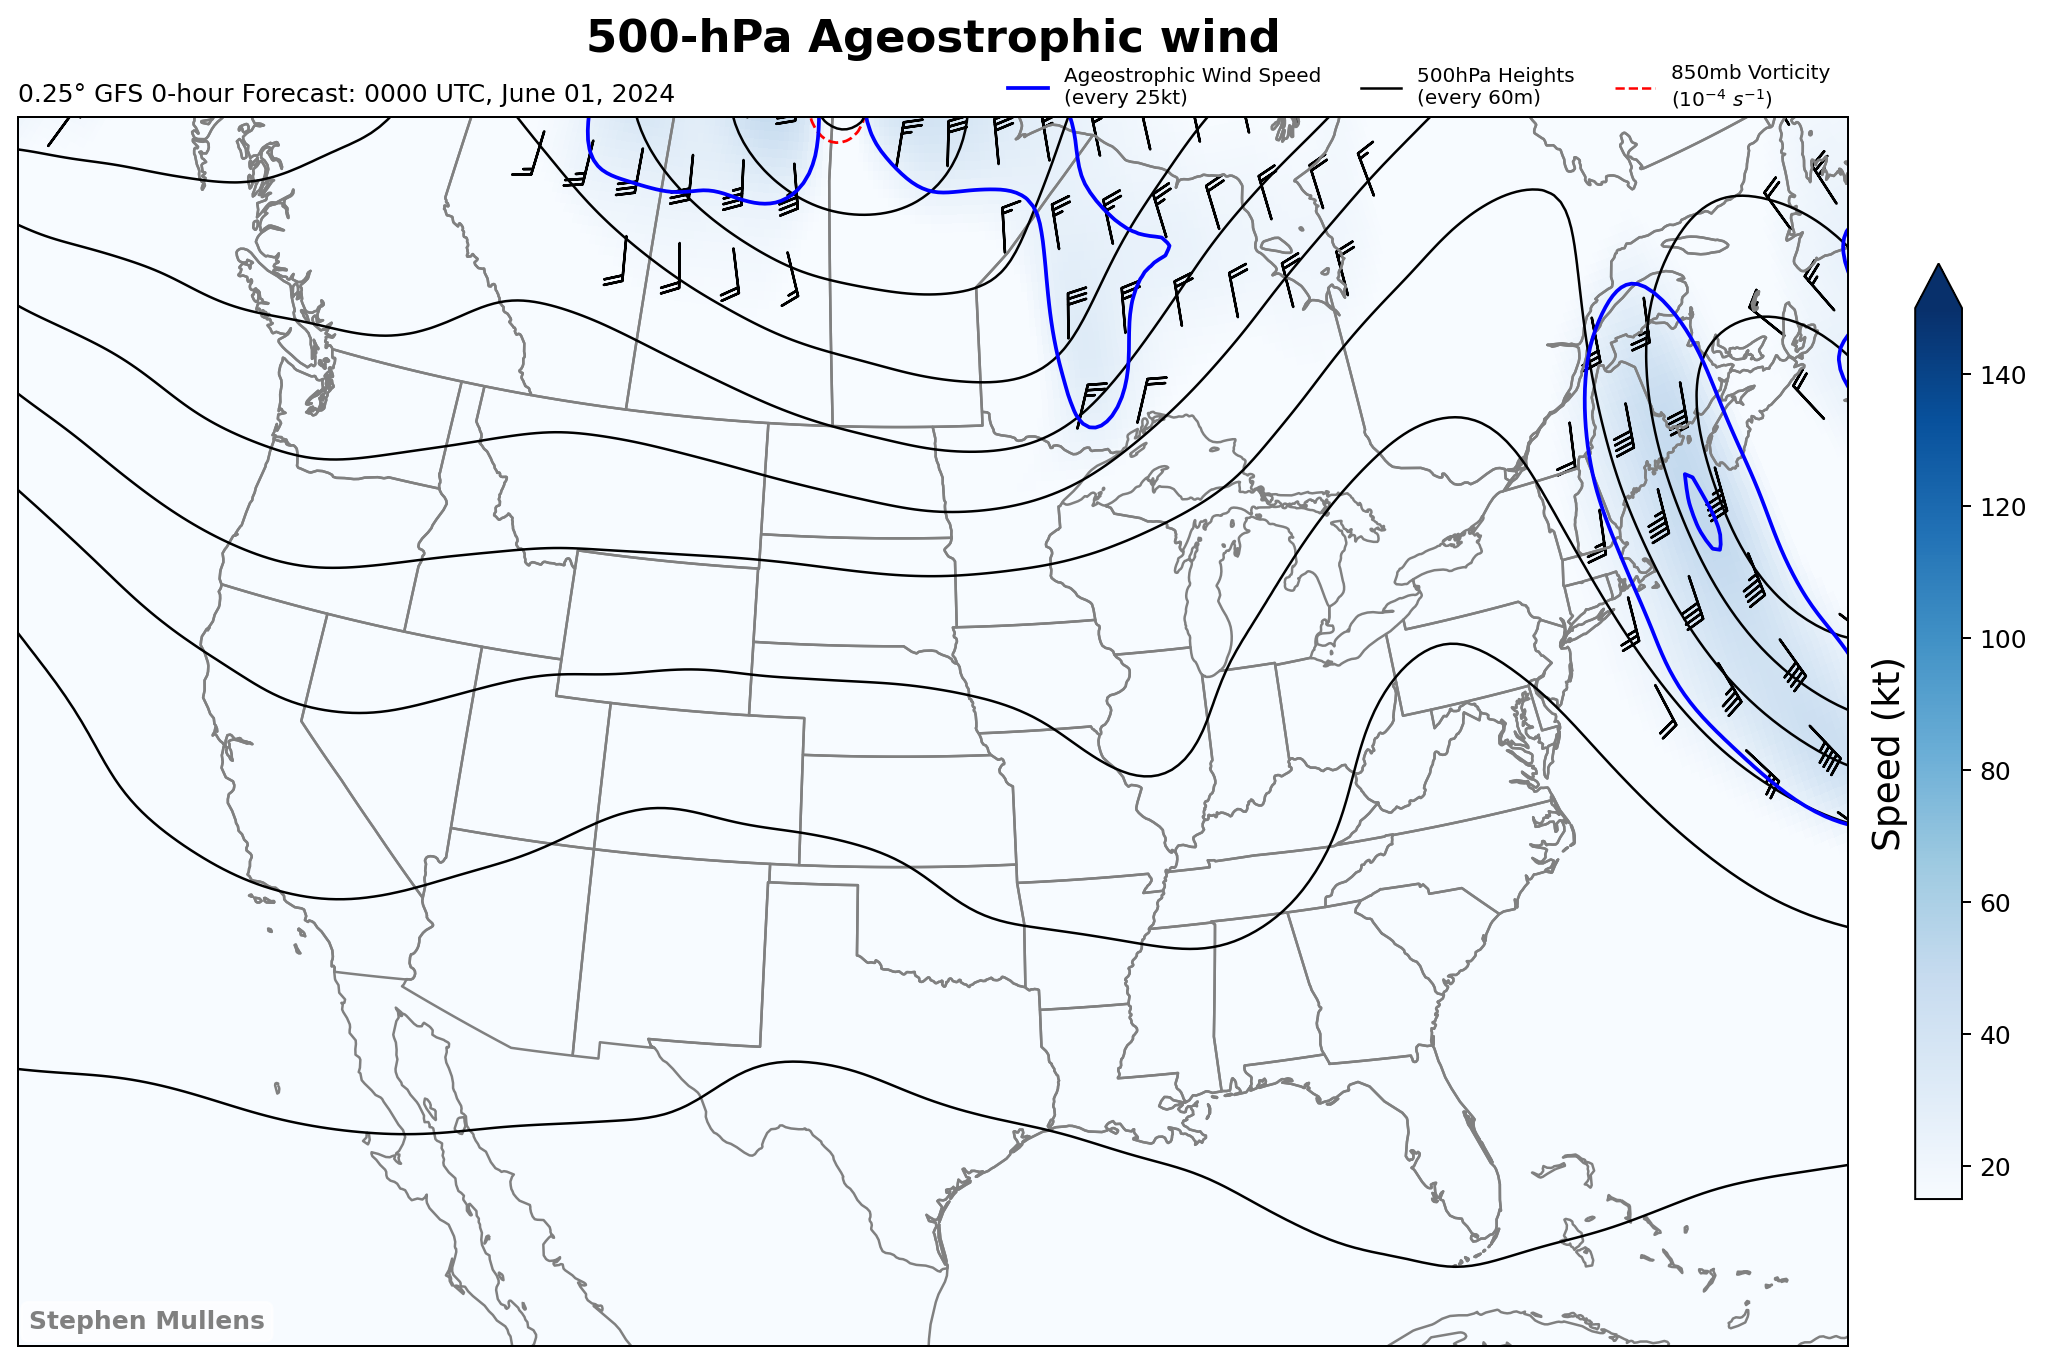 500-hPa Ageostrophic wind
0.25° GFS 0-hour Forecast: 0000 UTC, June 01, 2024
Ageostrophic Wind Speed
(every 25kt)
500hPa Heights
(every 60m)
850mb Vorticity
(10⁻⁴ s⁻¹)
140
120
100
80
60
40
20
Speed (kt)
Stephen Mullens